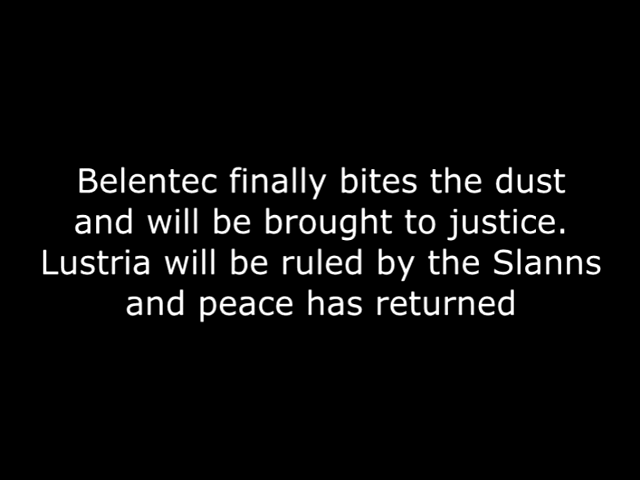 Belentec finally bites the dust
and will be brought to justice.
Lustria will be ruled by the Slanns
and peace has returned